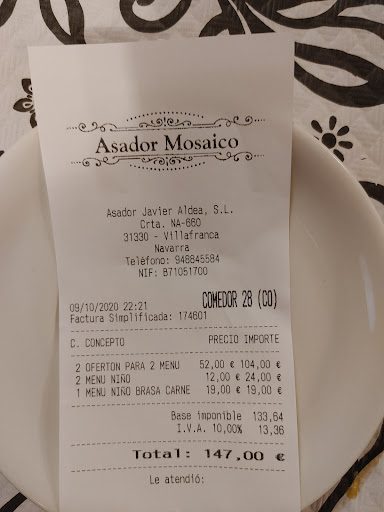 Asador Mosaico
Asador Javier Aldea, S.L.
Crta. NA-660
31330 - Villafranca
Navarra
Teléfono: 948845584
NIF: B71051700
09/10/2020 22:21 COMEDOR 28 (CO)
Factura Simplificada: 174601
C. CONCEPTO PRECIO IMPORTE
2 OFERTON PARA 2 MENU 52,00 € 104,00 €
2 MENU NIÑO 12,00 € 24,00 €
1 MENU NIÑO BRASA CARNE 19,00 € 19,00 €
Base imponible 133,64
I.V.A. 10,00% 13,36
Total: 147,00 €
Le atendió: